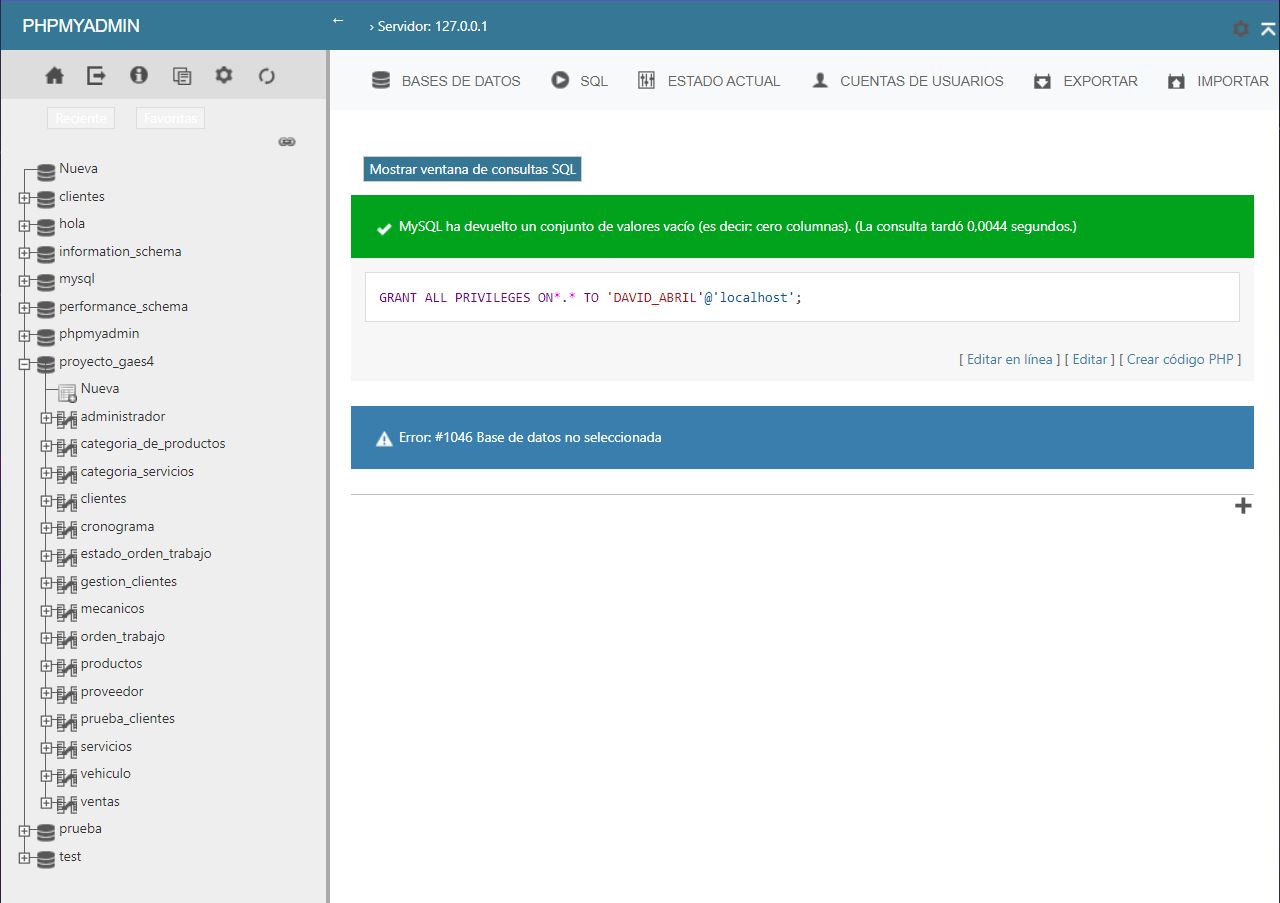 PHPMYADMIN
← › Servidor: 127.0.0.1
BASES DE DATOS SQL ESTADO ACTUAL CUENTAS DE USUARIOS EXPORTAR IMPORTAR
Reciente Favoritas
Nueva
clientes
hola
information_schema
mysql
performance_schema
phpmyadmin
proyecto_gaes4
Nueva
administrador
categoria_de_productos
categoria_servicios
clientes
cronograma
estado_orden_trabajo
gestion_clientes
mecanicos
orden_trabajo
productos
proveedor
prueba_clientes
servicios
vehiculo
ventas
prueba
test
Mostrar ventana de consultas SQL
MySQL ha devuelto un conjunto de valores vacío (es decir: cero columnas). (La consulta tardó 0,0044 segundos.)
GRANT ALL PRIVILEGES ON*.* TO 'DAVID_ABRIL'@'localhost';
[ Editar en línea ] [ Editar ] [ Crear código PHP ]
Error: #1046 Base de datos no seleccionada